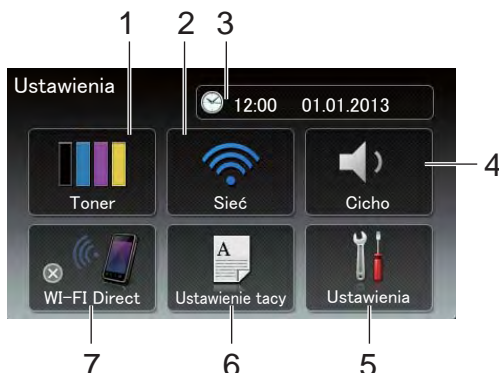 1 2 3
Ustawienia
12:00 01.01.2013
4
Toner Sieć Cicho
A
WI-FI Direct Ustawienie tacy Ustawienia
7 6 5